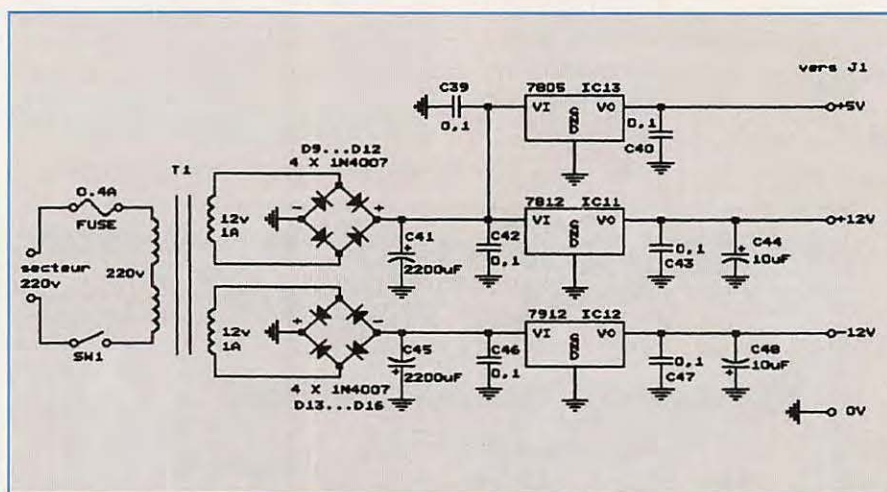 vers J1
C39
0,1
7805 IC13
VI VO
GND
0,1
C40
+5V
D9...D12
4 X 1N4007
T1
0.4A
FUSE
secteur
220v
220v
SW1
12v
1A
- +
C41
+
2200uF
C42
0,1
7812 IC11
VI VO
GND
0,1
C43
+
C44
10uF
+12V
12v
1A
+ -
4 X 1N4007
D13...D16
C45
+
2200uF
C46
0,1
7912 IC12
VI VO
GND
0,1
C47
C48
+
10uF
-12V
0V